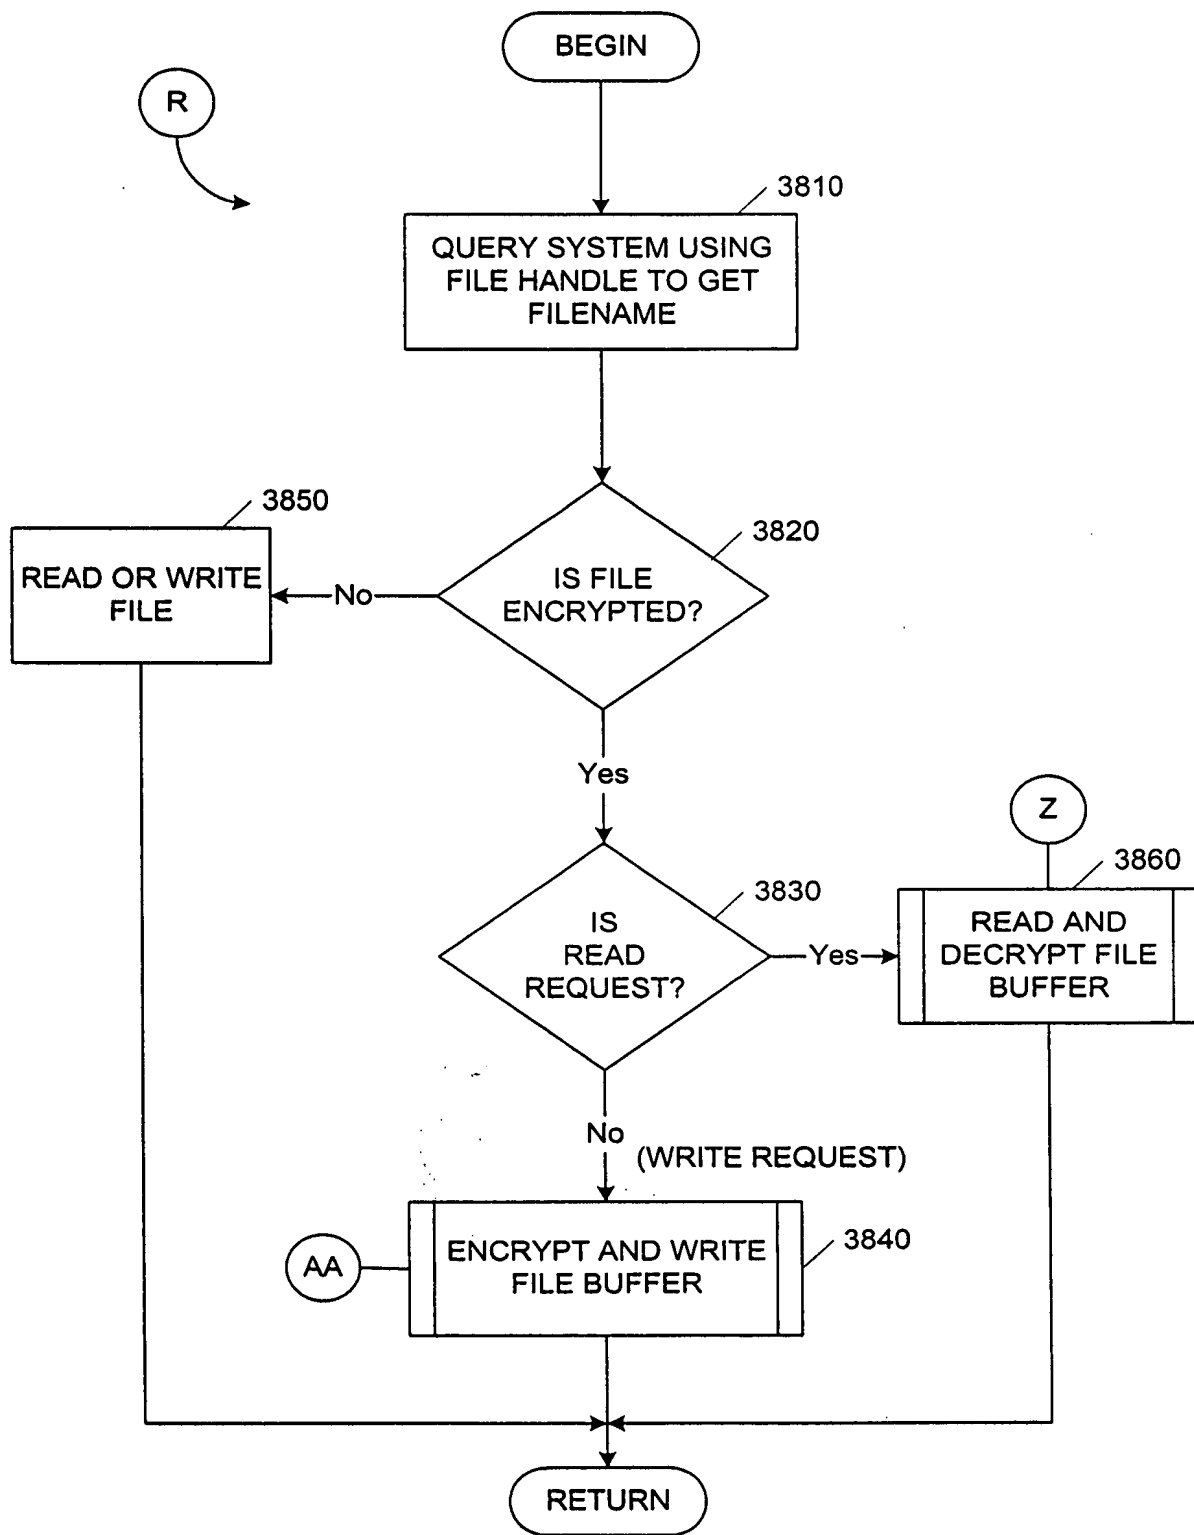 BEGIN
R
3810
QUERY SYSTEM USING
FILE HANDLE TO GET
FILENAME
3850
3820
READ OR WRITE
FILE
No
IS FILE
ENCRYPTED?
Yes
Z
3860
3830
IS
READ
REQUEST?
Yes
READ AND
DECRYPT FILE
BUFFER
No
(WRITE REQUEST)
3840
AA
ENCRYPT AND WRITE
FILE BUFFER
RETURN